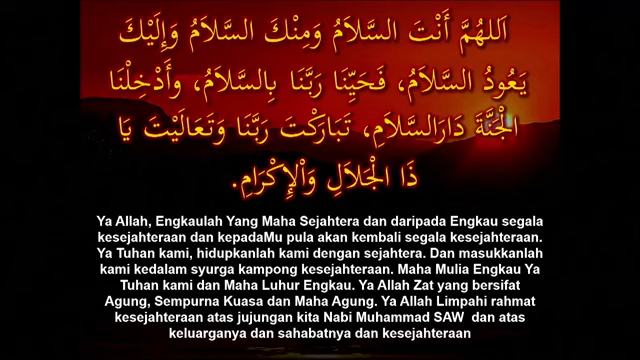 اَللهُمَّ أَنْتَ السَّلاَمُ وَمِنْكَ السَّلاَمُ وَإِلَيْكَ
يَعُودُ السَّلاَمُ، فَحَيِّنَا رَبَّنَا بِالسَّلاَمُ، وأَدْخِلْنَا
الْجَنَّةَ دَارَالسَّلاَمِ، تَبَارَكْتَ رَبَّنَا وَتَعَالَيْتَ يَا
ذَا الْجَلاَلِ وَاْلإِكْرَامِ.
Ya Allah, Engkaulah Yang Maha Sejahtera dan daripada Engkau segala
kesejahteraan dan kepadaMu pula akan kembali segala kesejahteraan.
Ya Tuhan kami, hidupkanlah kami dengan sejahtera. Dan masukkanlah
kami kedalam syurga kampong kesejahteraan. Maha Mulia Engkau Ya
Tuhan kami dan Maha Luhur Engkau. Ya Allah Zat yang bersifat
Agung, Sempurna Kuasa dan Maha Agung. Ya Allah Limpahi rahmat
kesejahteraan atas jujungan kita Nabi Muhammad SAW dan atas
keluarganya dan sahabatnya dan kesejahteraan